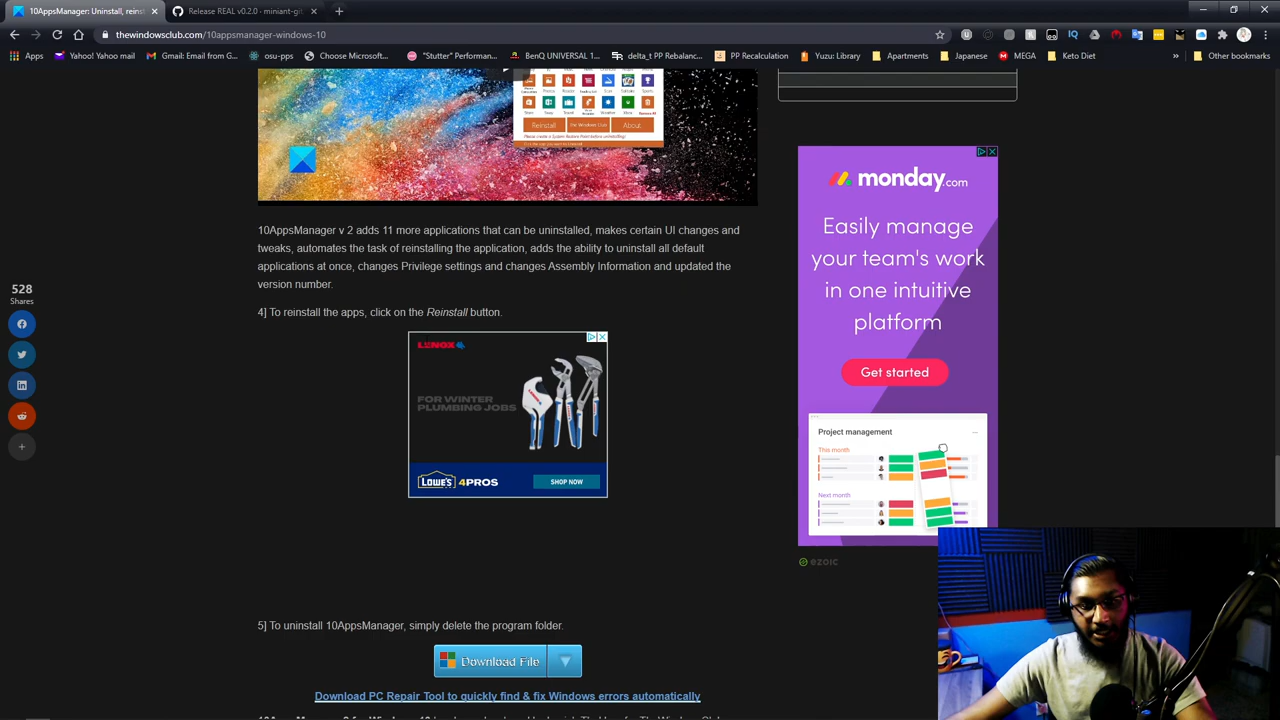 10AppsManager: Uninstall, reins
Release REAL v0.2.0 - miniant-git
thewindowsclub.com/10appsmanager-windows-10
Apps
Yahoo! Yahoo mail
Gmail: Email from G...
osu-pps
Choose Microsoft...
"Stutter" Performan...
BenQ UNIVERSAL 1...
delta_t PP Rebalanc...
PP Recalculation
Yuzu: Library
Apartments
Japanese
MEGA
Keto Diet
»
Other bookmarks
Reinstall
The Windows Club
About
10AppsManager v 2 adds 11 more applications that can be uninstalled, makes certain UI changes and
tweaks, automates the task of reinstalling the application, adds the ability to uninstall all default
applications at once, changes Privilege settings and changes Assembly Information and updated the
version number.
528
Shares
4] To reinstall the apps, click on the Reinstall button.
LENOX
FOR WINTER
PLUMBING JOBS
LOWE'S 4PROS
SHOP NOW
5] To uninstall 10AppsManager, simply delete the program folder.
Download File
Download PC Repair Tool to quickly find & fix Windows errors automatically
monday.com
Easily manage
your team's work
in one intuitive
platform
Get started
Project management
This month
Next month
ezoic